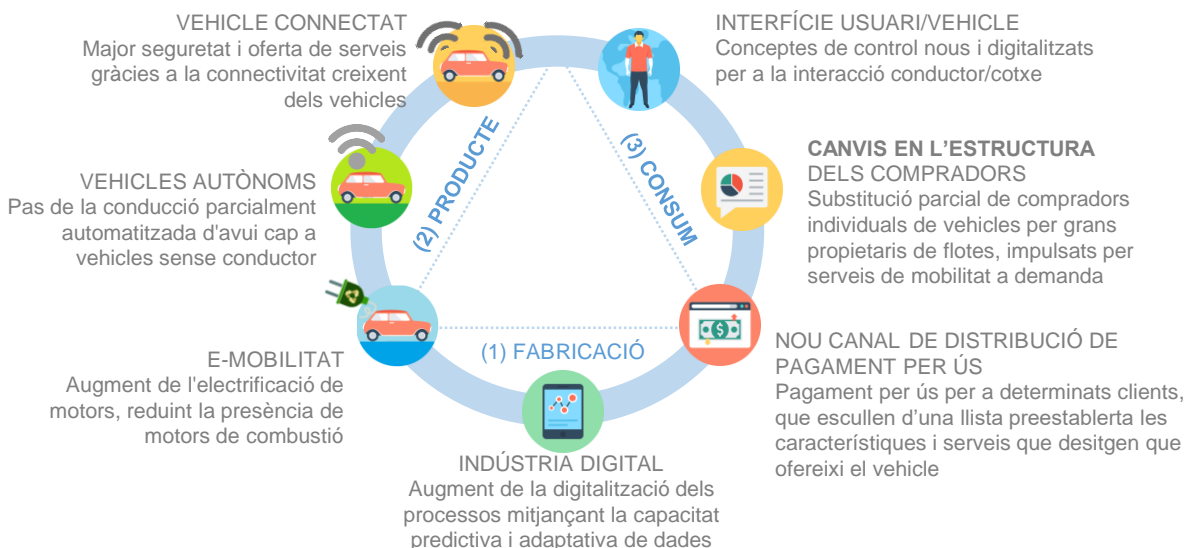 VEHICLE CONNECTAT
Major seguretat i oferta de serveis
gràcies a la connectivitat creixent
dels vehicles
INTERFÍCIE USUARI/VEHICLE
Conceptes de control nous i digitalitzats
per a la interacció conductor/cotxe
VEHICLES AUTÒNOMS
Pas de la conducció parcialment
automatitzada d'avui cap a
vehicles sense conductor
(2) PRODUCTE
(3) CONSUM
CANVIS EN L’ESTRUCTURA
DELS COMPRADORS
Substitució parcial de compradors
individuals de vehicles per grans
propietaris de flotes, impulsats per
serveis de mobilitat a demanda
E-MOBILITAT
Augment de l'electrificació de
motors, reduint la presència de
motors de combustió
(1) FABRICACIÓ
NOU CANAL DE DISTRIBUCIÓ DE
PAGAMENT PER ÚS
Pagament per ús per a determinats clients,
que escullen d’una llista preestablerta les
característiques i serveis que desitgen que
ofereixi el vehicle
INDÚSTRIA DIGITAL
Augment de la digitalització dels
processos mitjançant la capacitat
predictiva i adaptativa de dades